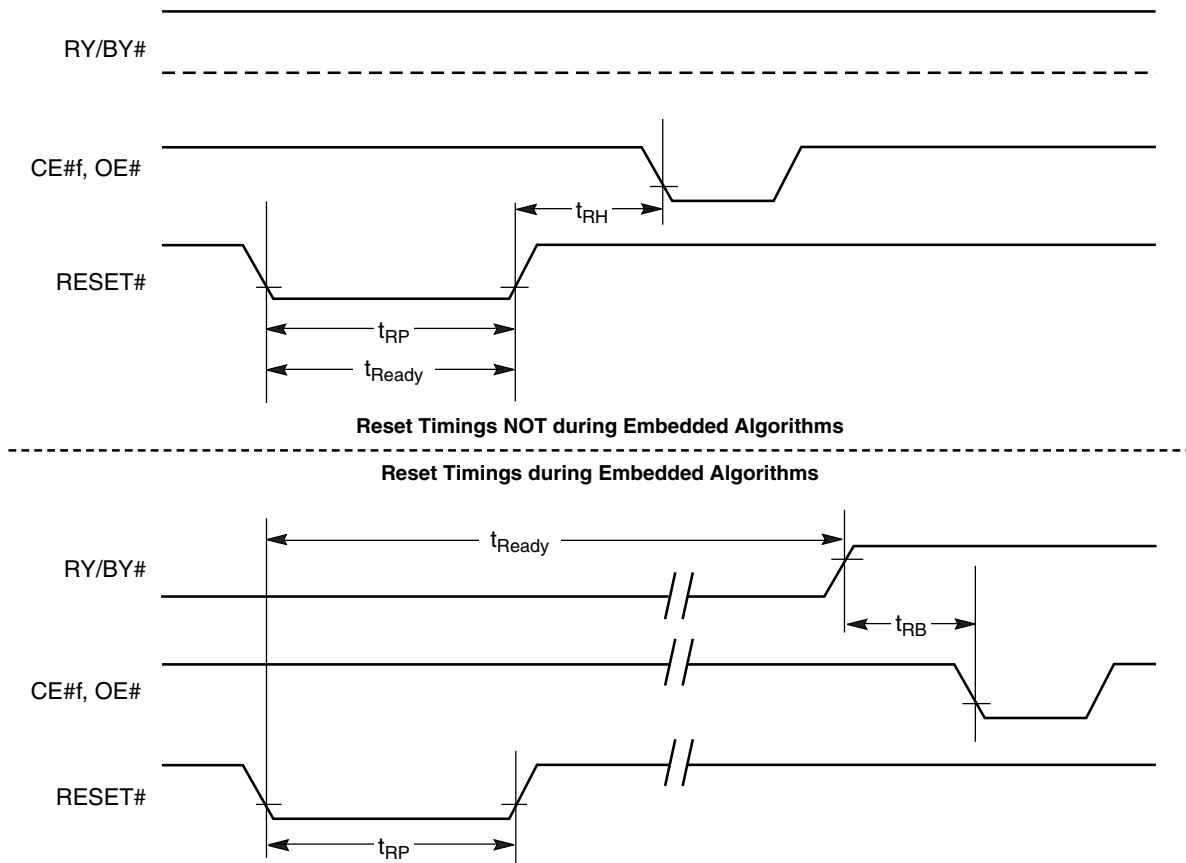 RY/BY#
CE#f, OE#
tRH
RESET#
tRP
tReady
Reset Timings NOT during Embedded Algorithms
Reset Timings during Embedded Algorithms
tReady
RY/BY#
tRB
CE#f, OE#
RESET#
tRP